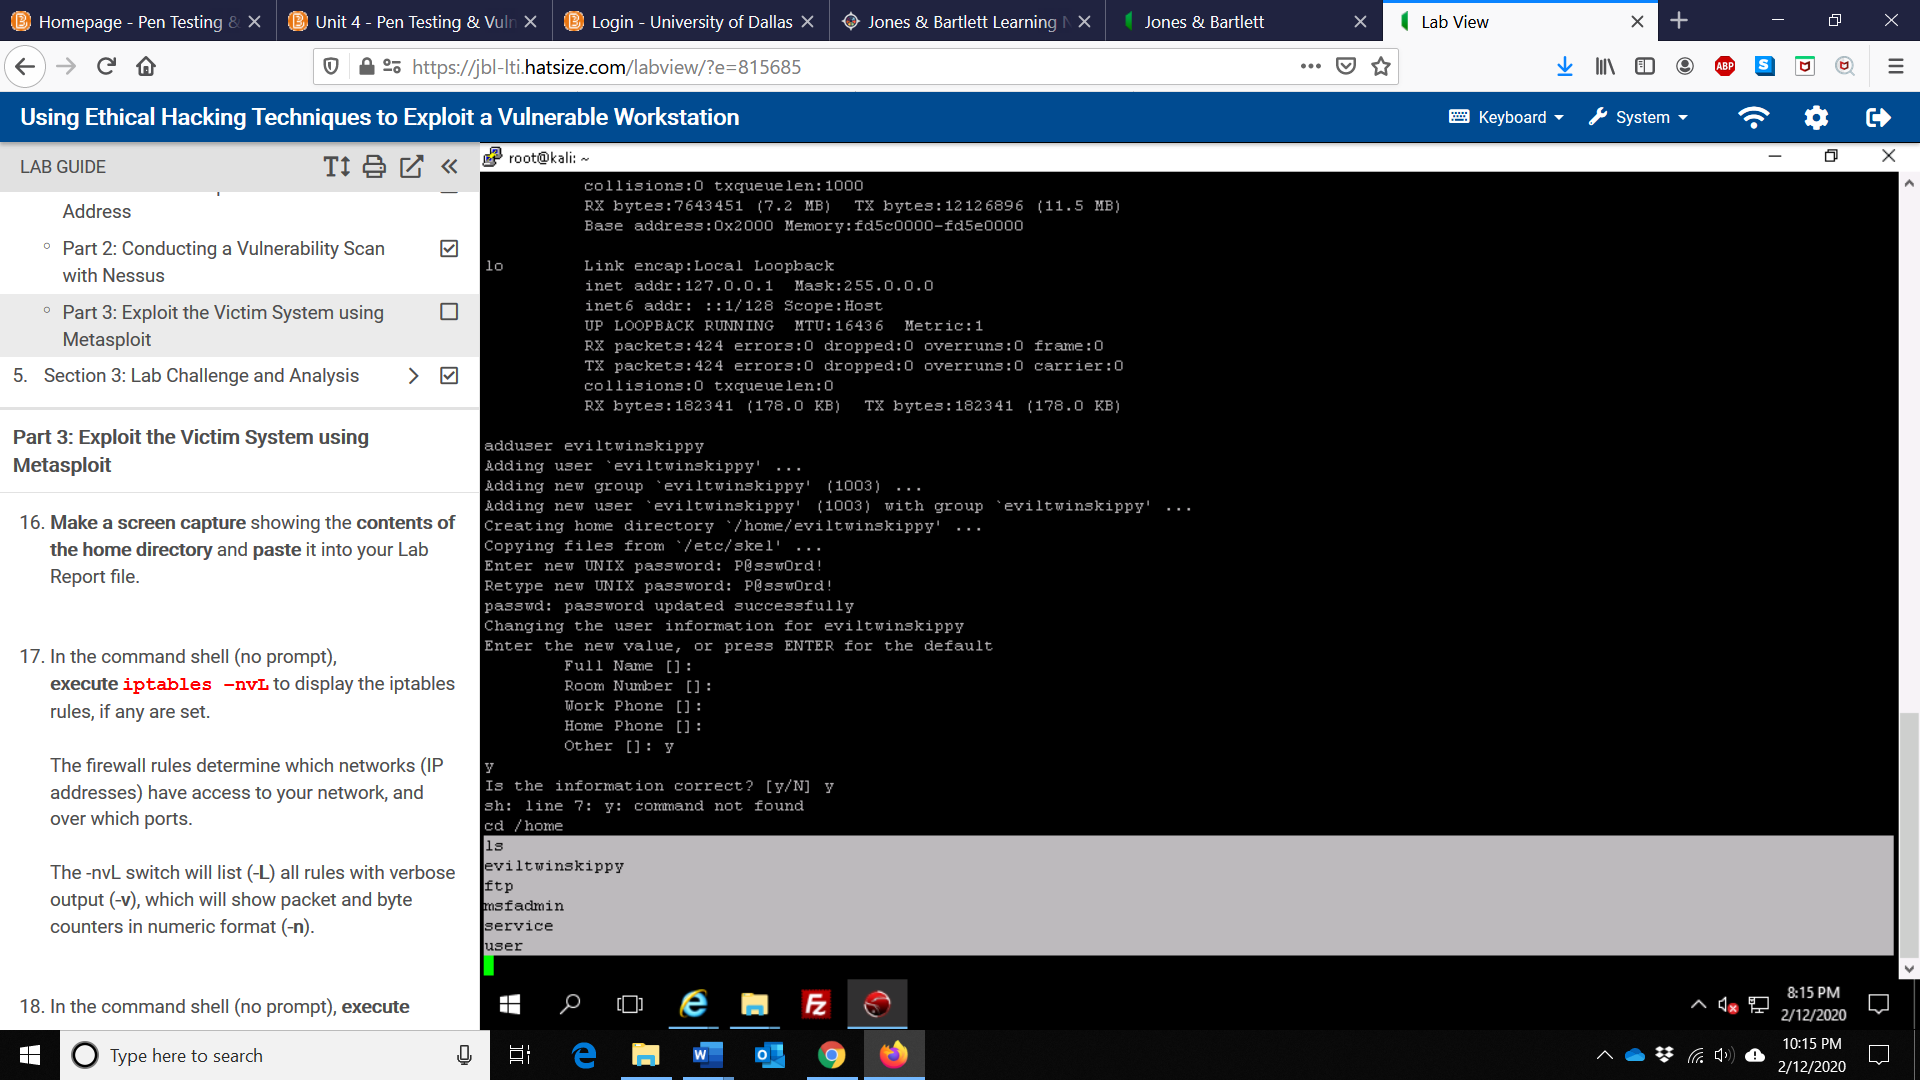 Homepage - Pen Testing &
Unit 4 - Pen Testing & Vuln
Login - University of Dallas
Jones & Bartlett Learning N
Jones & Bartlett
Lab View
https://jbl-lti.hatsize.com/labview/?e=815685
ABP
S
Using Ethical Hacking Techniques to Exploit a Vulnerable Workstation
Keyboard
System
LAB GUIDE
Address
Part 2: Conducting a Vulnerability Scan
with Nessus
Part 3: Exploit the Victim System using
Metasploit
5. Section 3: Lab Challenge and Analysis
Part 3: Exploit the Victim System using
Metasploit
16. Make a screen capture showing the contents of
the home directory and paste it into your Lab
Report file.
17. In the command shell (no prompt),
execute iptables -nvL to display the iptables
rules, if any are set.
The firewall rules determine which networks (IP
addresses) have access to your network, and
over which ports.
The -nvL switch will list (-L) all rules with verbose
output (-v), which will show packet and byte
counters in numeric format (-n).
18. In the command shell (no prompt), execute
root@kali: ~
collisions:0 txqueuelen:1000
RX bytes:7643451 (7.2 MB)  TX bytes:12126896 (11.5 MB)
Base address:0x2000 Memory:fd5c0000-fd5e0000
lo        Link encap:Local Loopback
inet addr:127.0.0.1  Mask:255.0.0.0
inet6 addr: ::1/128 Scope:Host
UP LOOPBACK RUNNING  MTU:16436  Metric:1
RX packets:424 errors:0 dropped:0 overruns:0 frame:0
TX packets:424 errors:0 dropped:0 overruns:0 carrier:0
collisions:0 txqueuelen:0
RX bytes:182341 (178.0 KB)  TX bytes:182341 (178.0 KB)
adduser eviltwinskippy
Adding user `eviltwinskippy' ...
Adding new group `eviltwinskippy' (1003) ...
Adding new user `eviltwinskippy' (1003) with group `eviltwinskippy' ...
Creating home directory `/home/eviltwinskippy' ...
Copying files from `/etc/skel' ...
Enter new UNIX password: P@ssw0rd!
Retype new UNIX password: P@ssw0rd!
passwd: password updated successfully
Changing the user information for eviltwinskippy
Enter the new value, or press ENTER for the default
Full Name []:
Room Number []:
Work Phone []:
Home Phone []:
Other []: y
y
Is the information correct? [y/N] y
sh: line 7: y: command not found
cd /home
ls
eviltwinskippy
ftp
msfadmin
service
user
Fz
8:15 PM
2/12/2020
Type here to search
10:15 PM
2/12/2020